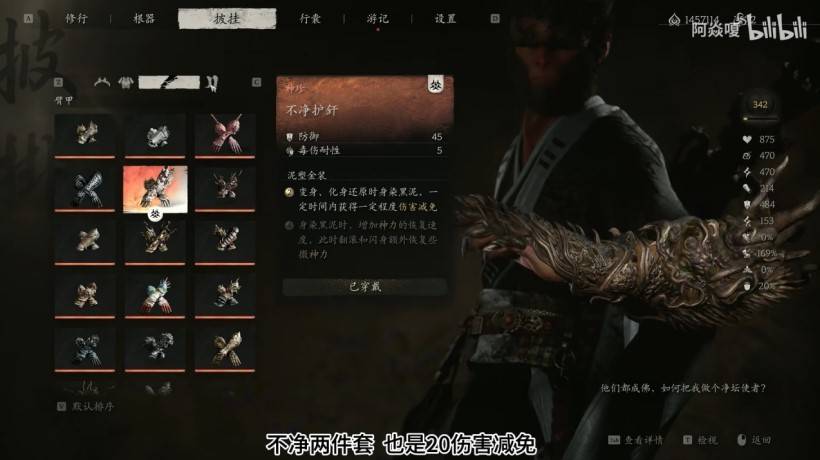 A 修行 根器 披挂 行囊 游记 设置 D
1457114
阿焱嘎 bilibili
披挂
Z C
臂甲
神珍
不净护釬
防御 45
毒伤耐性 5
泥塑金装
变身、化身还原时身染黑泥，一
定时间内获得一定程度伤害减免
身染黑泥时，增加神力的恢复速
度，此时翻滚和闪身额外恢复些
微神力
已穿戴
342
875
470
470
214
484
153
0%
169%
0%
20%
他们都成佛，如何把我做个净坛使者？
V 默认排序
Tab 查看详情 T 检视 返回
不净两件套 也是20伤害减免